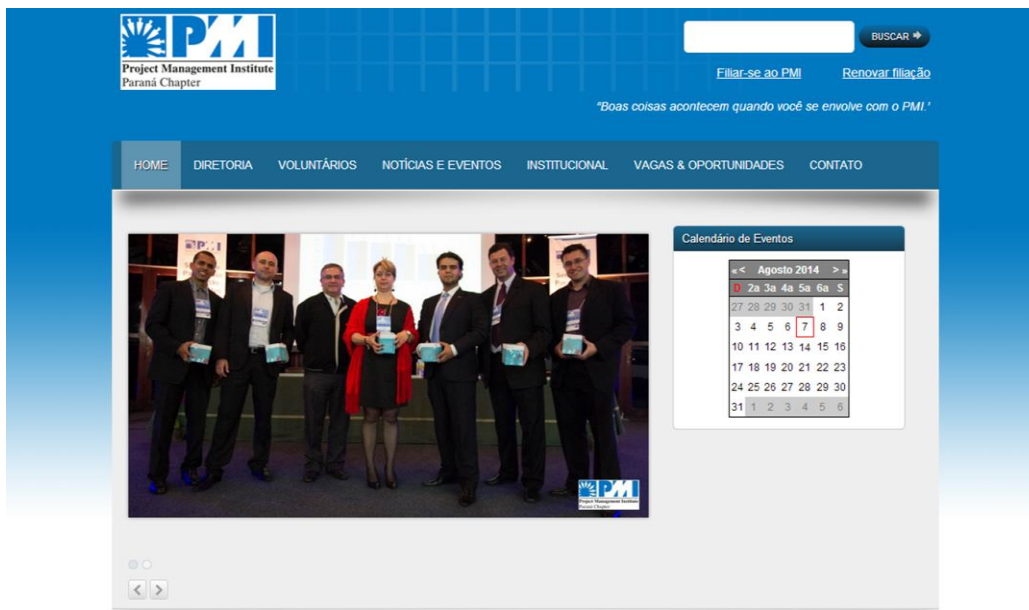 PMI
Project Management Institute
Paraná Chapter
BUSCAR
Filiar-se ao PMI Renovar filiação
"Boas coisas acontecem quando você se envolve com o PMI."
HOME DIRETORIA VOLUNTÁRIOS NOTÍCIAS E EVENTOS INSTITUCIONAL VAGAS & OPORTUNIDADES CONTATO
Calendário de Eventos
« < Agosto 2014 > »
D 2a 3a 4a 5a 6a S
27 28 29 30 31 1 2
3 4 5 6 7 8 9
10 11 12 13 14 15 16
17 18 19 20 21 22 23
24 25 26 27 28 29 30
31 1 2 3 4 5 6
PMI
PMI
Project Management Institute
Paraná Chapter